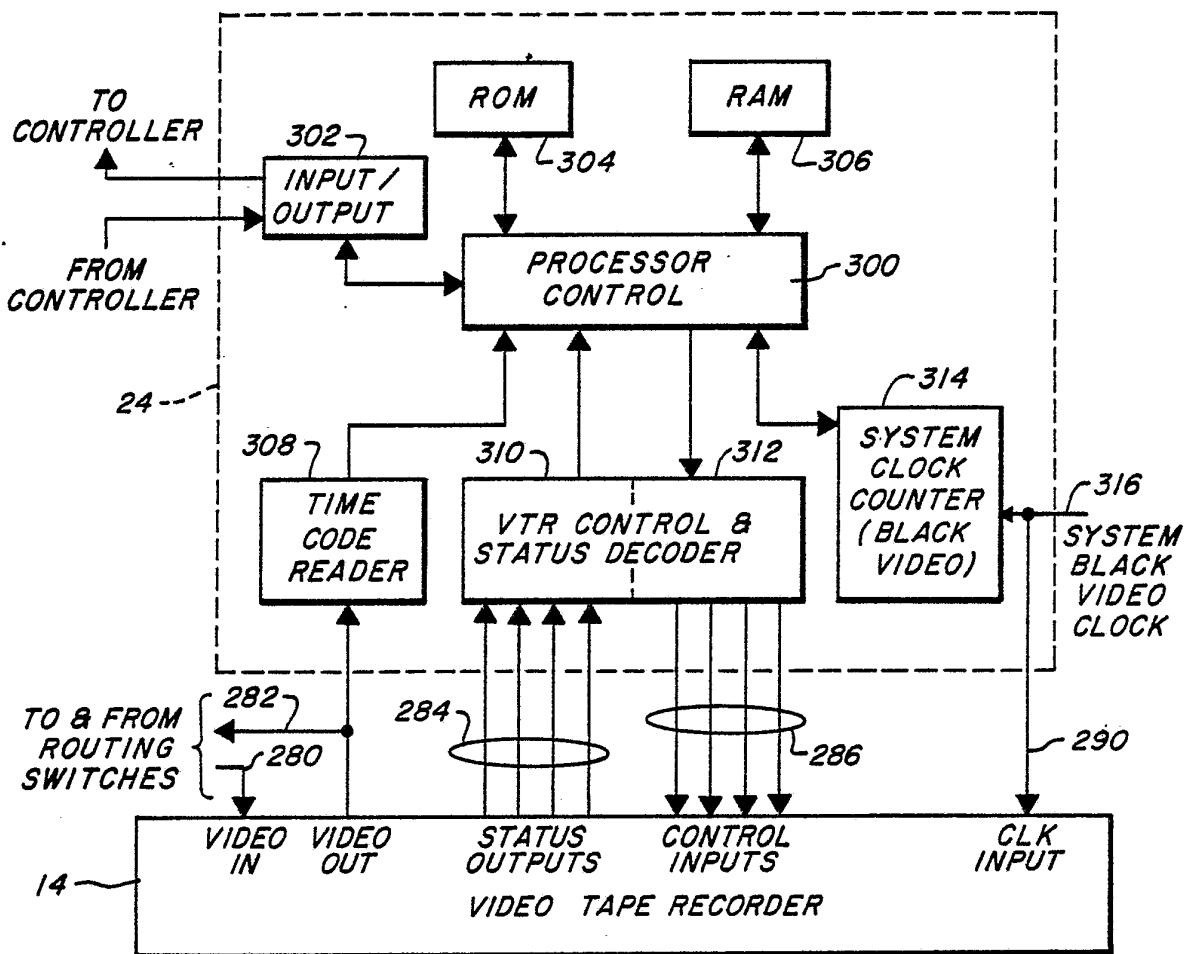 ROM
304
RAM
306
TO
CONTROLLER
302
INPUT/
OUTPUT
FROM
CONTROLLER
PROCESSOR
CONTROL
300
24
308
TIME
CODE
READER
310
312
VTR CONTROL &
STATUS DECODER
314
SYSTEM
CLOCK
COUNTER
(BLACK
VIDEO)
316
SYSTEM
BLACK
VIDEO
CLOCK
TO & FROM
ROUTING
SWITCHES
282
280
284
286
290
VIDEO
IN
VIDEO
OUT
STATUS
OUTPUTS
CONTROL
INPUTS
CLK
INPUT
14
VIDEO TAPE RECORDER